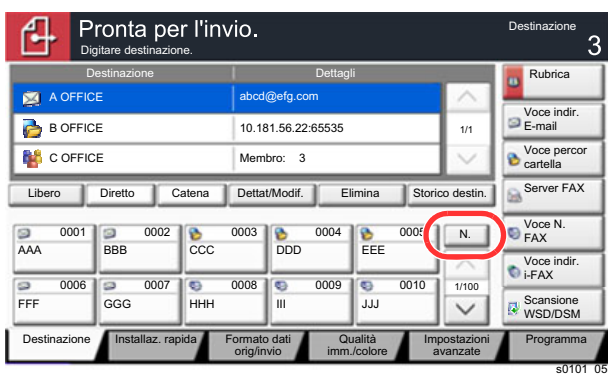 Pronta per l'invio.
Digitare destinazione.
Destinazione
3
Destinazione Dettagli
A OFFICE abcd@efg.com
B OFFICE 10.181.56.22:65535
C OFFICE Membro: 3
1/1
Rubrica
Voce indir.
E-mail
Voce percor
cartella
Server FAX
Voce N.
FAX
Voce indir.
i-FAX
Scansione
WSD/DSM
Libero Diretto Catena Dettat/Modif. Elimina Storico destin.
0001 0002 0003 0004 0005 N.
AAA BBB CCC DDD EEE
0006 0007 0008 0009 0010 1/100
FFF GGG HHH III JJJ
Destinazione Installaz. rapida Formato dati
orig/invio
Qualità
imm./colore
Impostazioni
avanzate
Programma
s0101_05